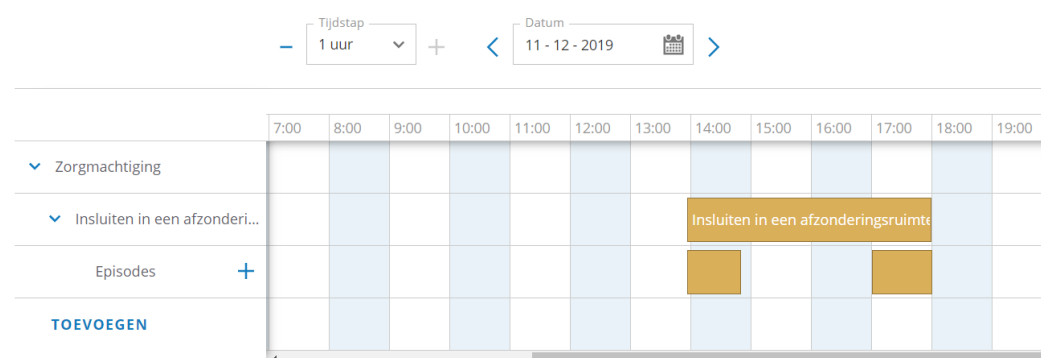 Tijdstap
Datum
1 uur
11 - 12 - 2019
7:00 8:00 9:00 10:00 11:00 12:00 13:00 14:00 15:00 16:00 17:00 18:00 19:00
Zorgmachtiging
Insluiten in een afzonderi...
Insluiten in een afzonderingsruimte
Episodes
TOEVOEGEN